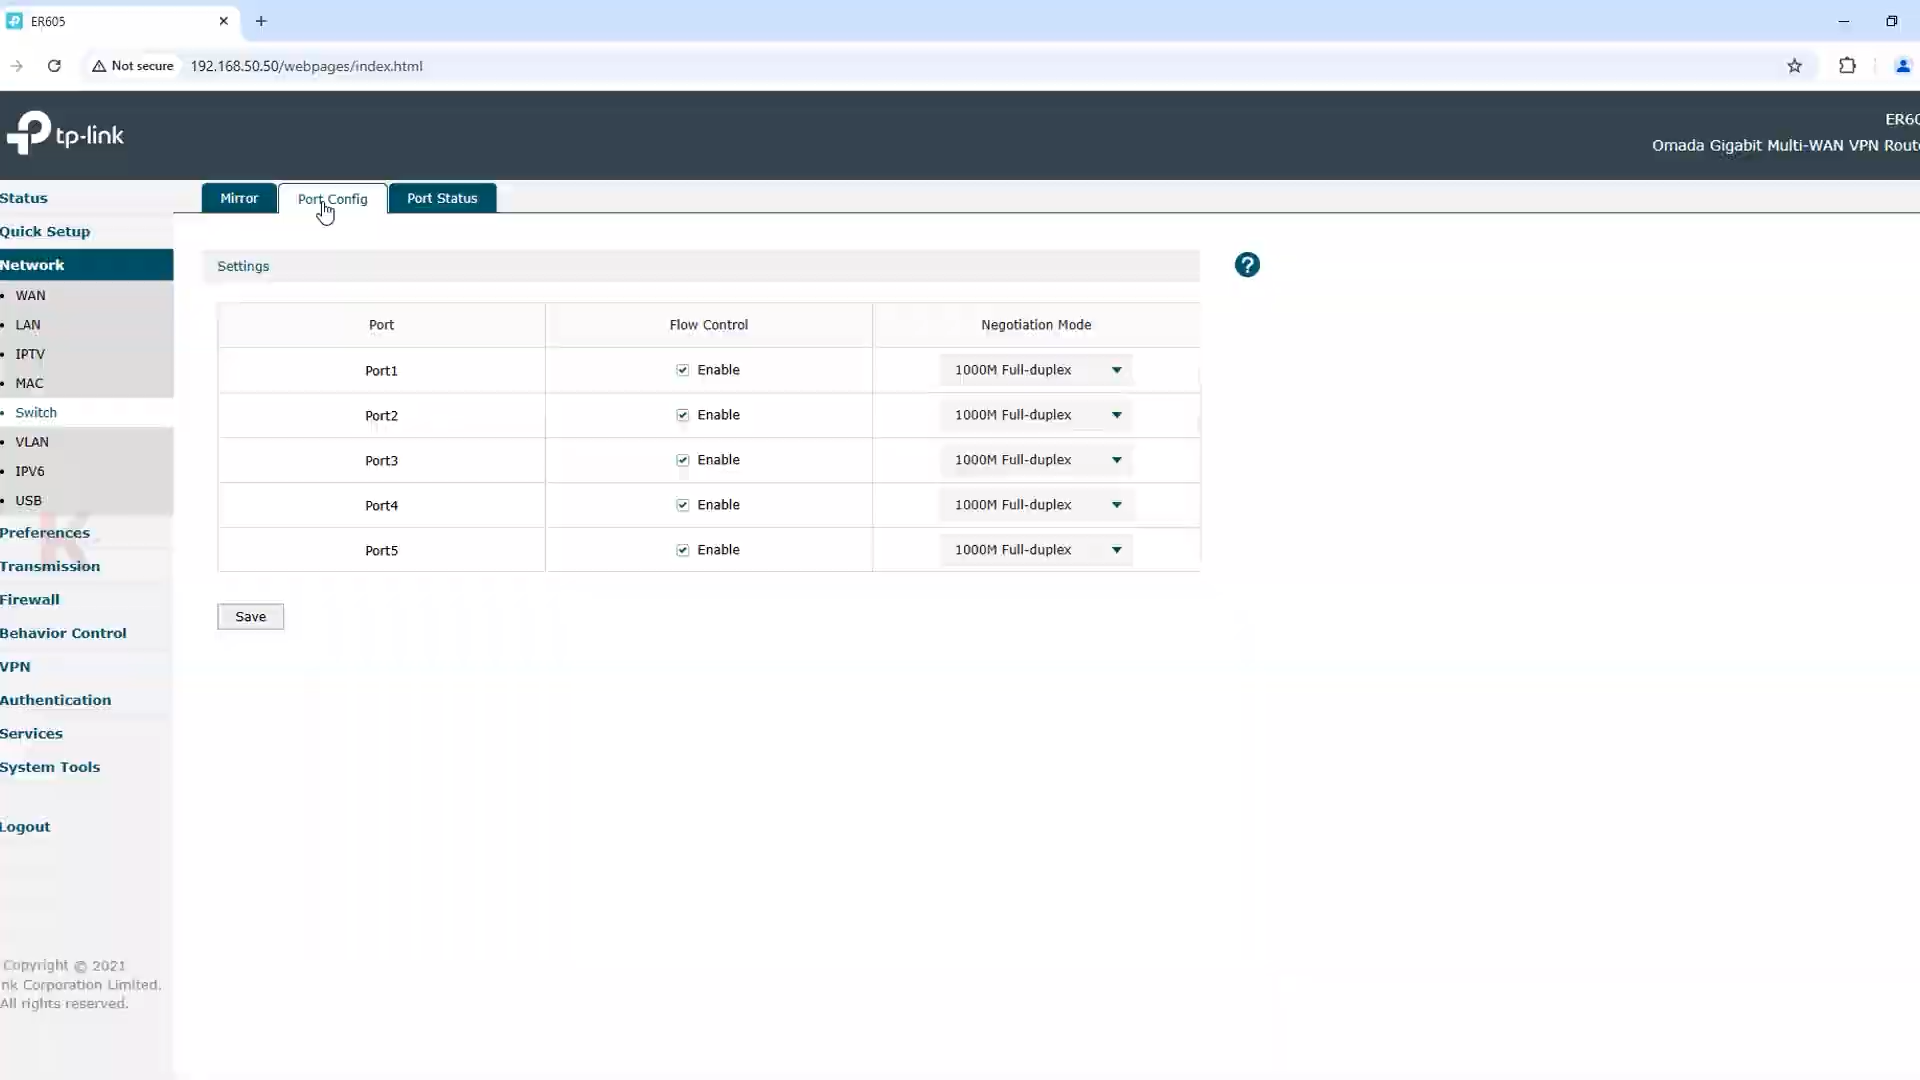 ER605
Not secure
192.168.50.50/webpages/index.html
tp-link
ER60
Omada Gigabit Multi-WAN VPN Route
Status
Quick Setup
Network
WAN
LAN
IPTV
MAC
Switch
VLAN
IPV6
USB
Preferences
Transmission
Firewall
Behavior Control
VPN
Authentication
Services
System Tools
Logout
Copyright © 2021
nk Corporation Limited.
All rights reserved.
Mirror Port Config Port Status
Settings
Port Flow Control Negotiation Mode
Port1 Enable 1000M Full-duplex
Port2 Enable 1000M Full-duplex
Port3 Enable 1000M Full-duplex
Port4 Enable 1000M Full-duplex
Port5 Enable 1000M Full-duplex
Save